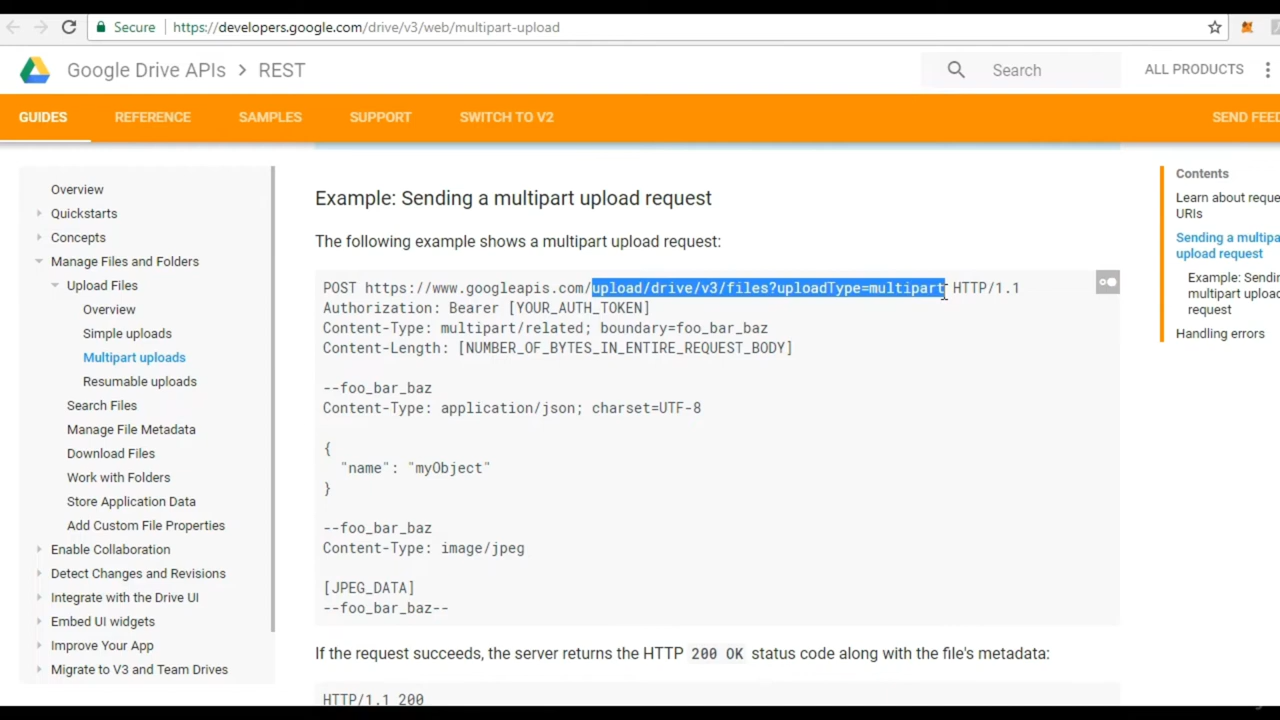 Secure https://developers.google.com/drive/v3/web/multipart-upload
Google Drive APIs > REST
Search
ALL PRODUCTS
GUIDES REFERENCE SAMPLES SUPPORT SWITCH TO V2
Overview
Quickstarts
Concepts
Manage Files and Folders
Upload Files
Overview
Simple uploads
Multipart uploads
Resumable uploads
Search Files
Manage File Metadata
Download Files
Work with Folders
Store Application Data
Add Custom File Properties
Enable Collaboration
Detect Changes and Revisions
Integrate with the Drive UI
Embed UI widgets
Improve Your App
Migrate to V3 and Team Drives
Example: Sending a multipart upload request
The following example shows a multipart upload request:
POST https://www.googleapis.com/upload/drive/v3/files?uploadType=multipart HTTP/1.1
Authorization: Bearer [YOUR_AUTH_TOKEN]
Content-Type: multipart/related; boundary=foo_bar_baz
Content-Length: [NUMBER_OF_BYTES_IN_ENTIRE_REQUEST_BODY]
--foo_bar_baz
Content-Type: application/json; charset=UTF-8
{
"name": "myObject"
}
--foo_bar_baz
Content-Type: image/jpeg
[JPEG_DATA]
--foo_bar_baz--
If the request succeeds, the server returns the HTTP 200 OK status code along with the file's metadata:
HTTP/1.1 200
SEND FEED
Contents
Learn about reque
URIs
Sending a multipa
upload request
Example: Sendin
multipart upload
request
Handling errors